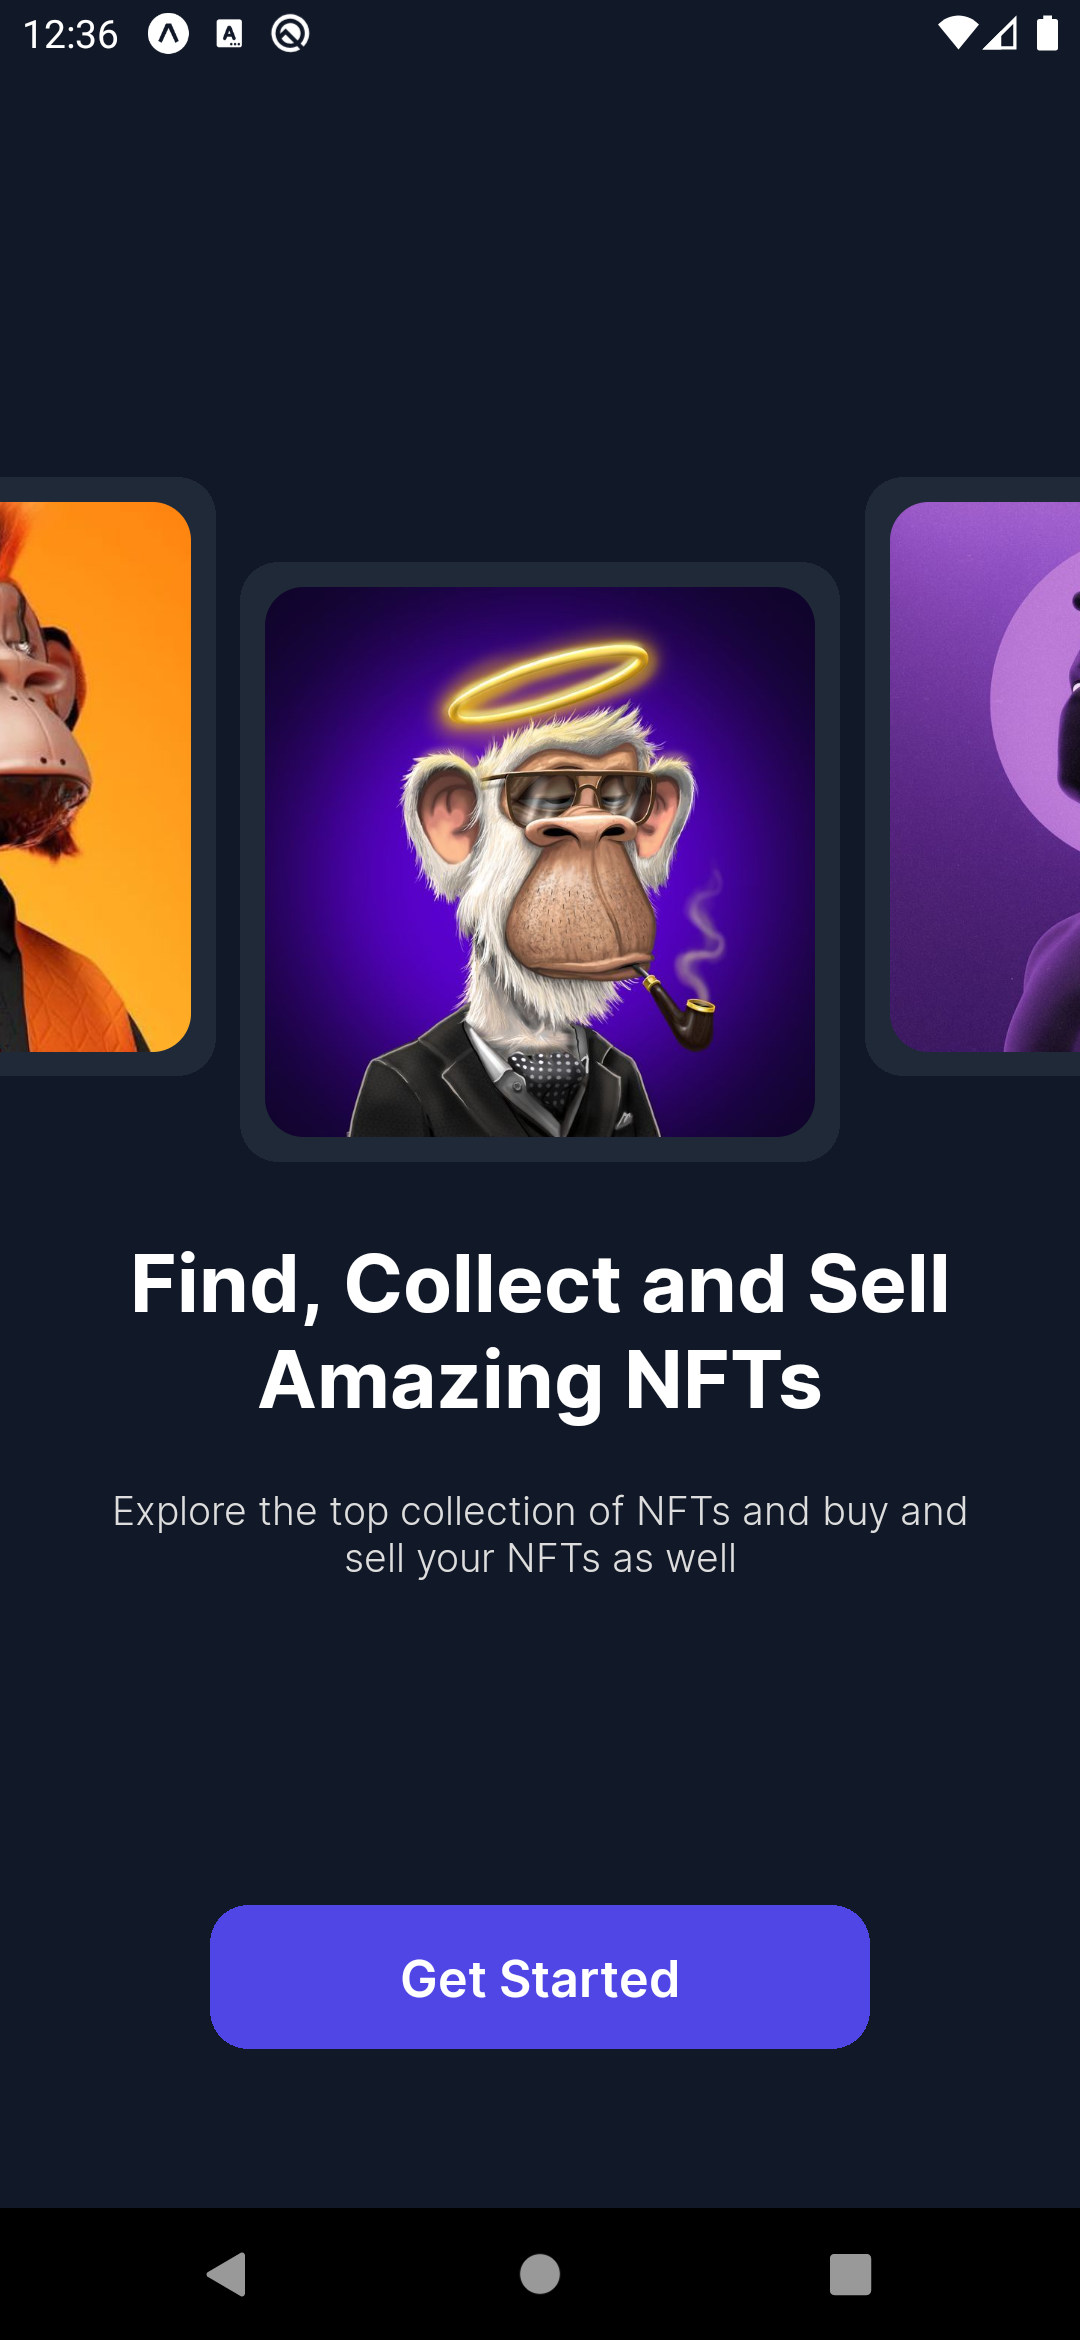 12:36
Find, Collect and Sell
Amazing NFTs
Explore the top collection of NFTs and buy and
sell your NFTs as well
Get Started